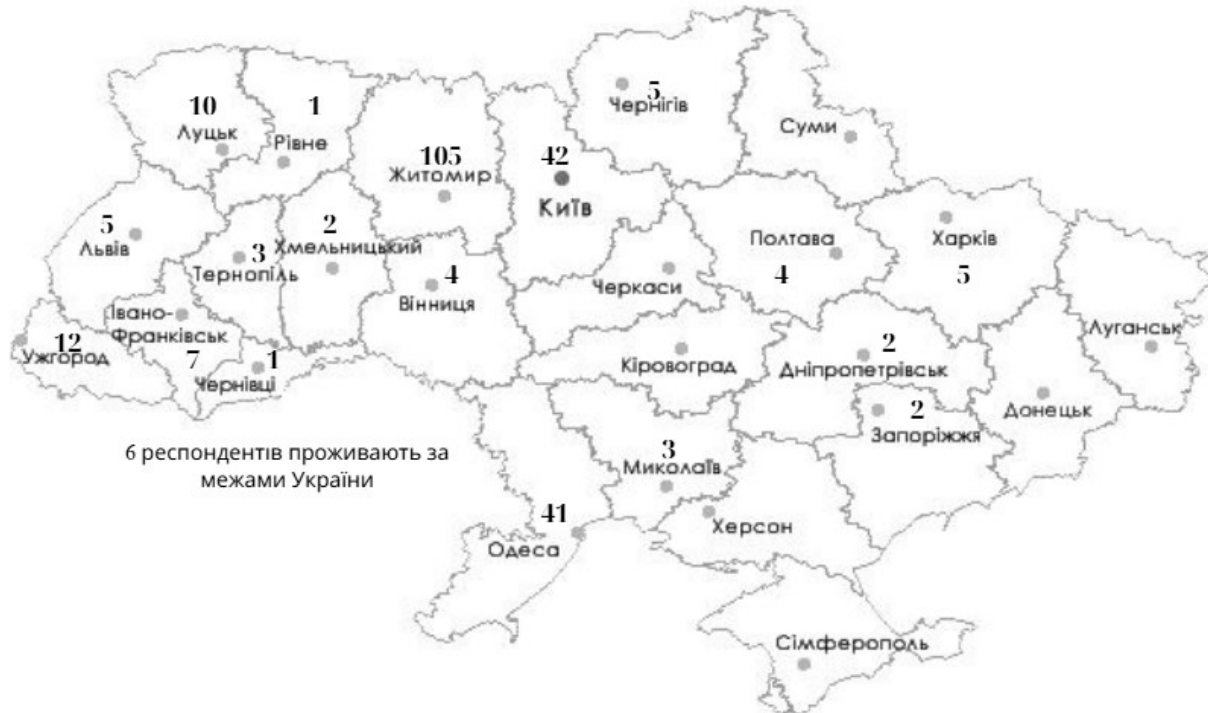 5
Чернігів
Суми
10
Луцьк
1
Рівне
105
Житомир
42
Київ
5
Львів
3
Тернопіль
2
Хмельницький
4
Вінниця
Черкаси
Полтава
4
Харків
5
Івано-
Франківськ
7
12
Ужгород
1
Чернівці
Кіровоград
2
Дніпропетрівськ
Луганськ
2
Запоріжжя
Донецьк
6 респондентів проживають за
межами України
3
Миколаїв
41
Одеса
Херсон
Сімферополь